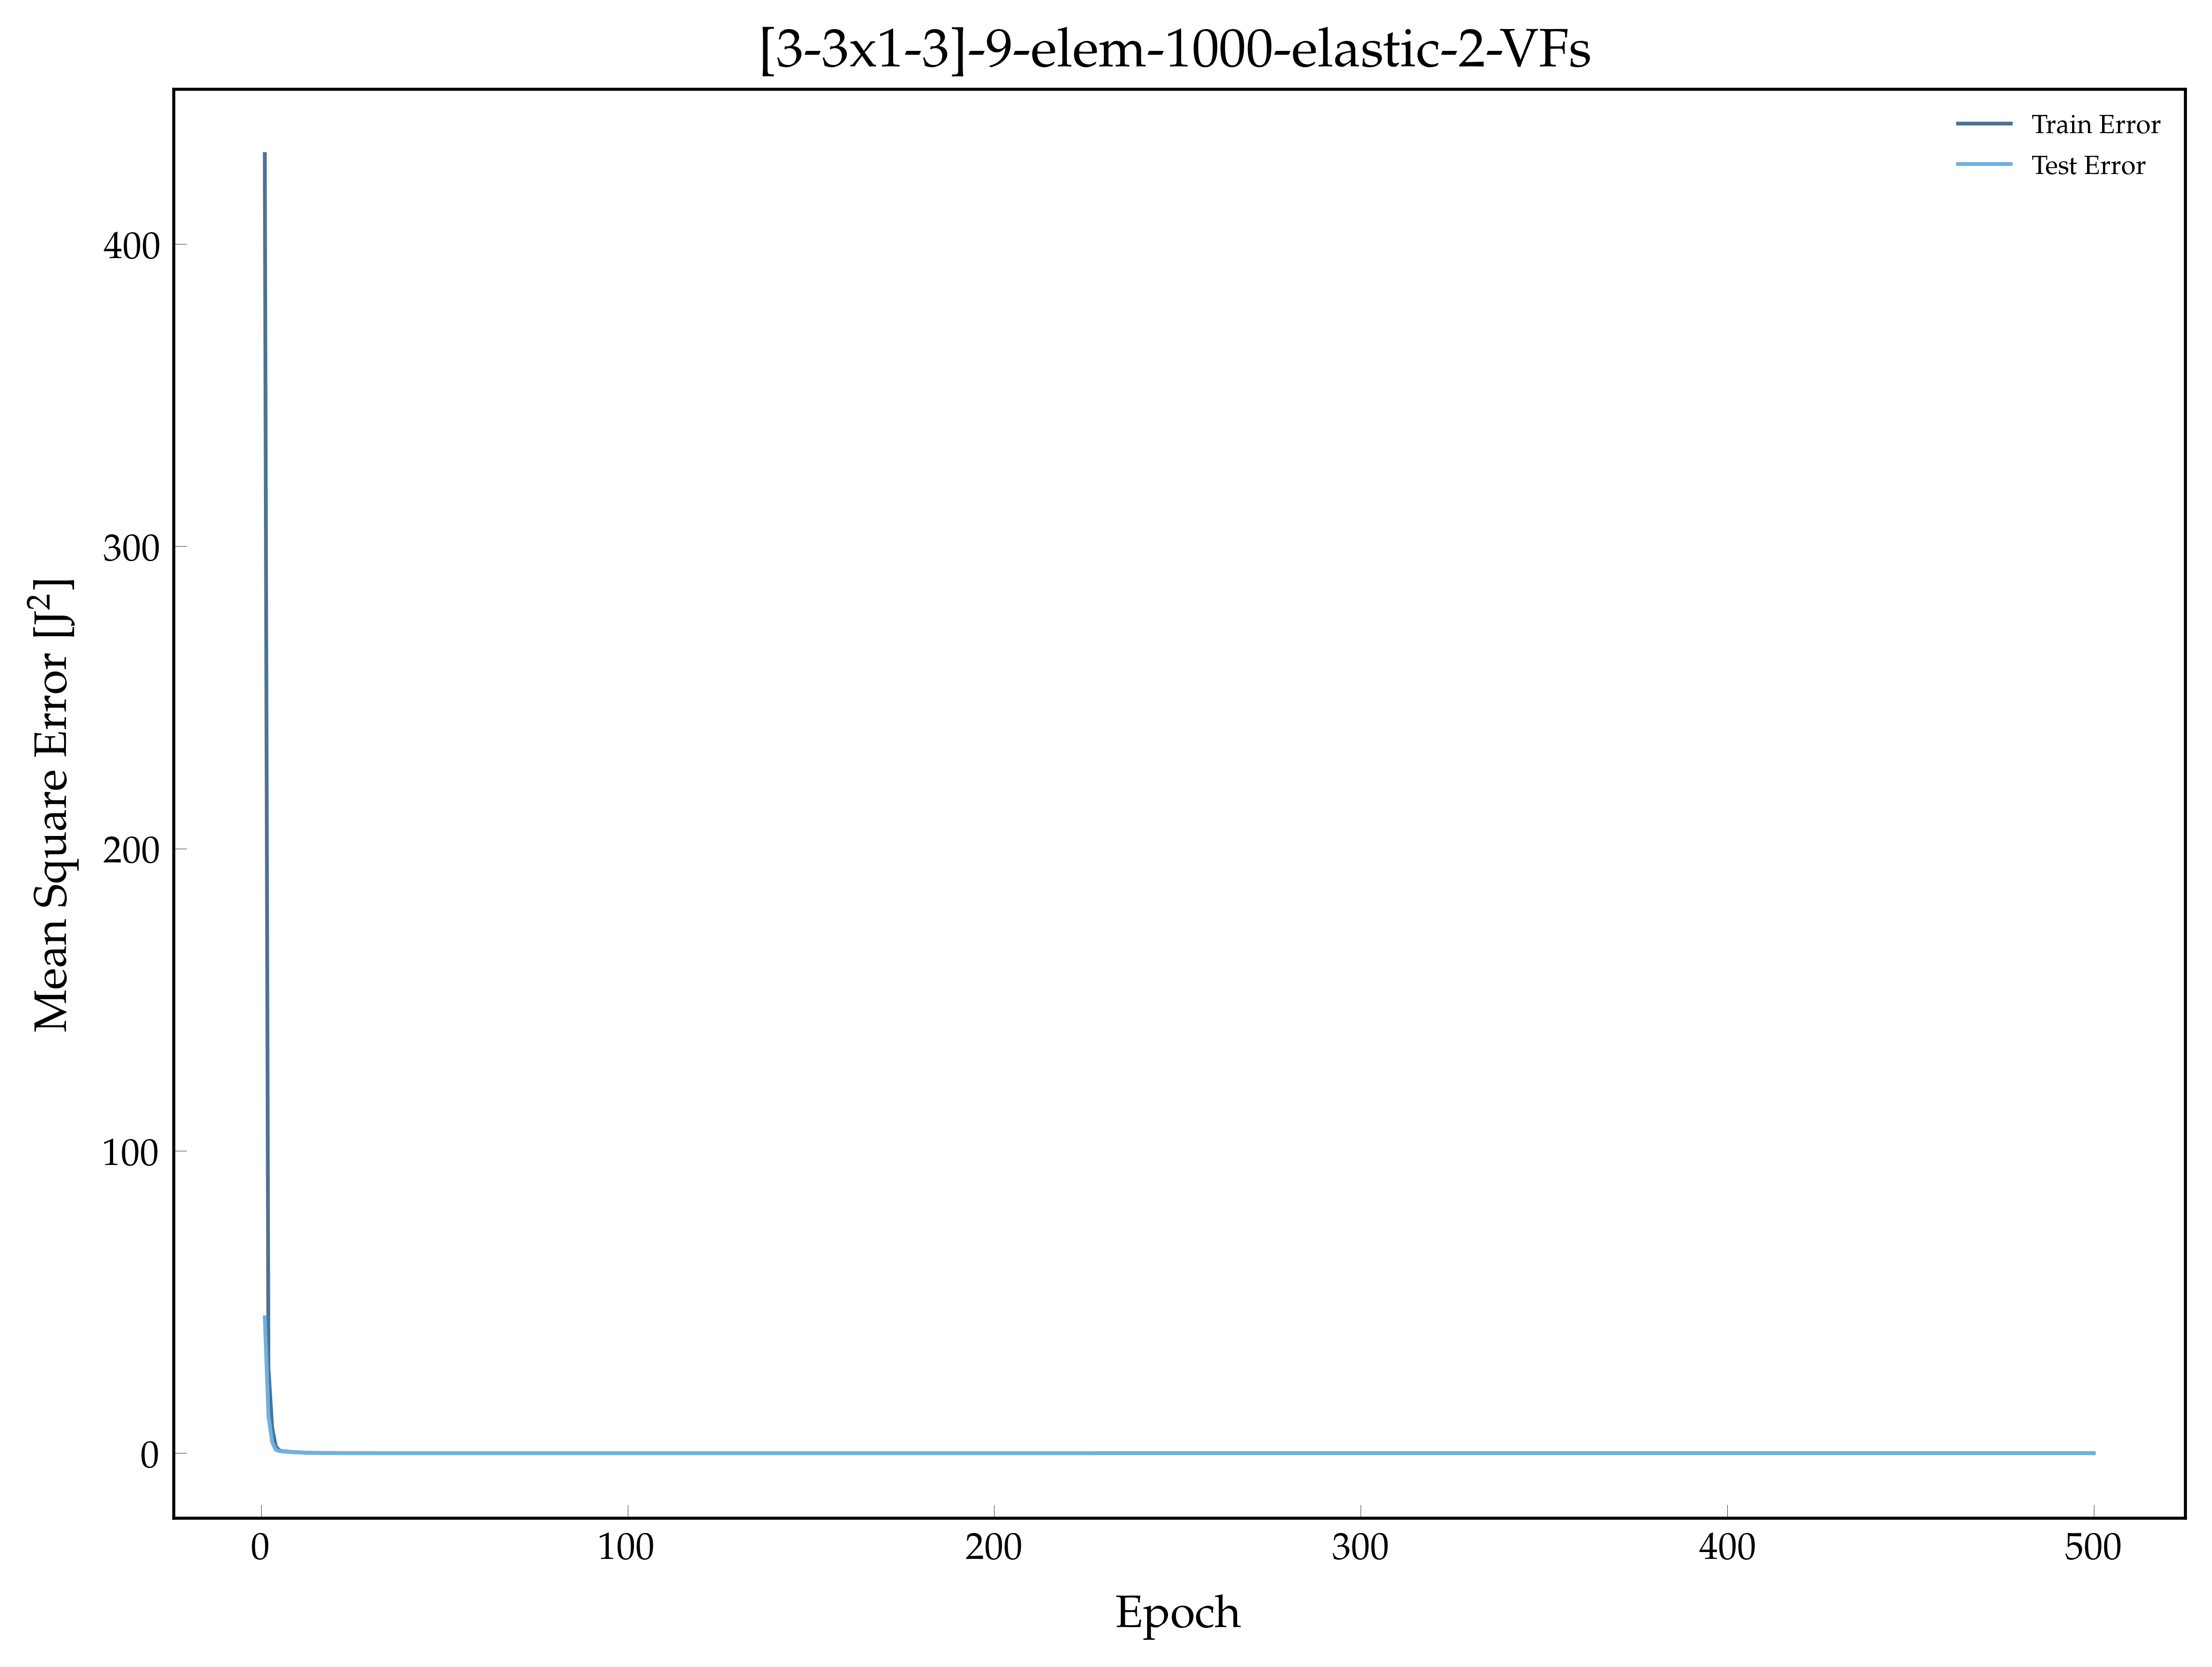 [3-3x1-3]-9-elem-1000-elastic-2-VFs
Train Error
Test Error
Mean Square Error [J²]
400
300
200
100
0
0 100 200 300 400 500
Epoch